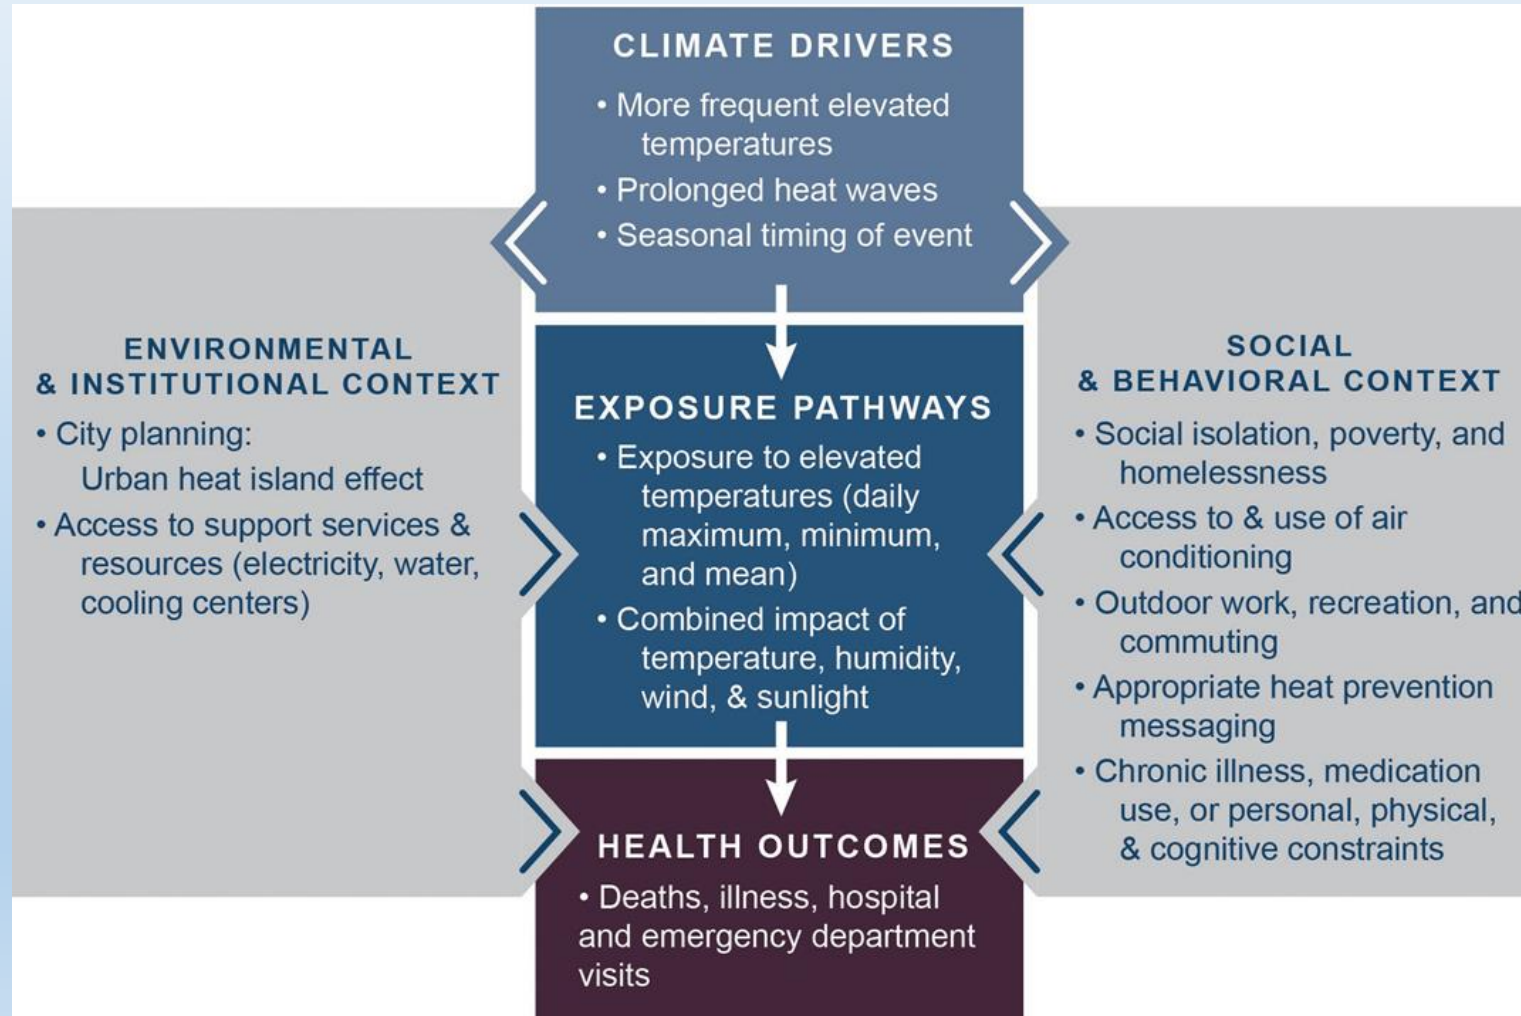 CLIMATE DRIVERS
• More frequent elevated
temperatures
• Prolonged heat waves
• Seasonal timing of event
ENVIRONMENTAL
& INSTITUTIONAL CONTEXT
• City planning:
Urban heat island effect
• Access to support services &
resources (electricity, water,
cooling centers)
EXPOSURE PATHWAYS
• Exposure to elevated
temperatures (daily
maximum, minimum,
and mean)
• Combined impact of
temperature, humidity,
wind, & sunlight
SOCIAL
& BEHAVIORAL CONTEXT
• Social isolation, poverty, and
homelessness
• Access to & use of air
conditioning
• Outdoor work, recreation, and
commuting
• Appropriate heat prevention
messaging
• Chronic illness, medication
use, or personal, physical,
& cognitive constraints
HEALTH OUTCOMES
• Deaths, illness, hospital
and emergency department
visits